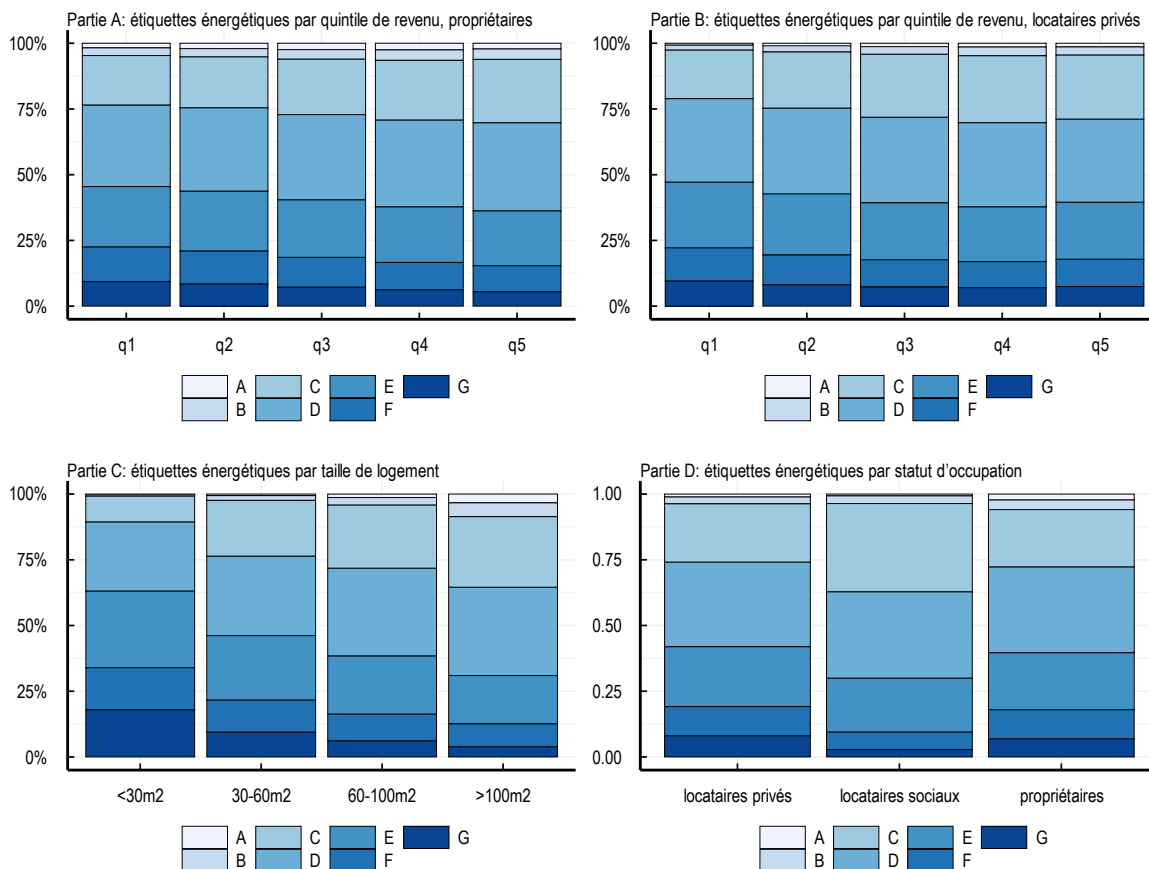 Partie A: étiquettes énergétiques par quintile de revenu, propriétaires
100%
75%
50%
25%
0%
q1 q2 q3 q4 q5
A C E G
B D F
Partie B: étiquettes énergétiques par quintile de revenu, locataires privés
100%
75%
50%
25%
0%
q1 q2 q3 q4 q5
A C E G
B D F
Partie C: étiquettes énergétiques par taille de logement
100%
75%
50%
25%
0%
<30m2 30-60m2 60-100m2 >100m2
A C E G
B D F
Partie D: étiquettes énergétiques par statut d’occupation
1.00
0.75
0.50
0.25
0.00
locataires privés locataires sociaux propriétaires
A C E G
B D F